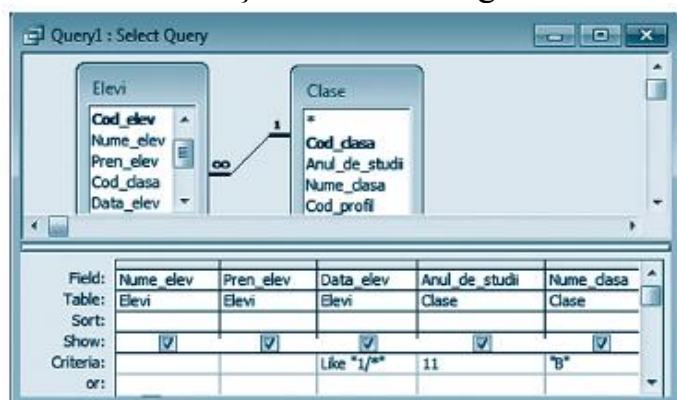 Query1 : Select Query
Elevi
Cod_elev
Nume_elev
Pren_elev
Cod_clasa
Data_elev
∞
1
Clase
*
Cod_clasa
Anul_de_studii
Nume_clasa
Cod_profil
Field: Nume_elev Pren_elev Data_elev Anul_de_studii Nume_clasa
Table: Elevi Elevi Elevi Clase Clase
Sort:
Show:
Criteria: Like "1/*" 11 "B"
or: